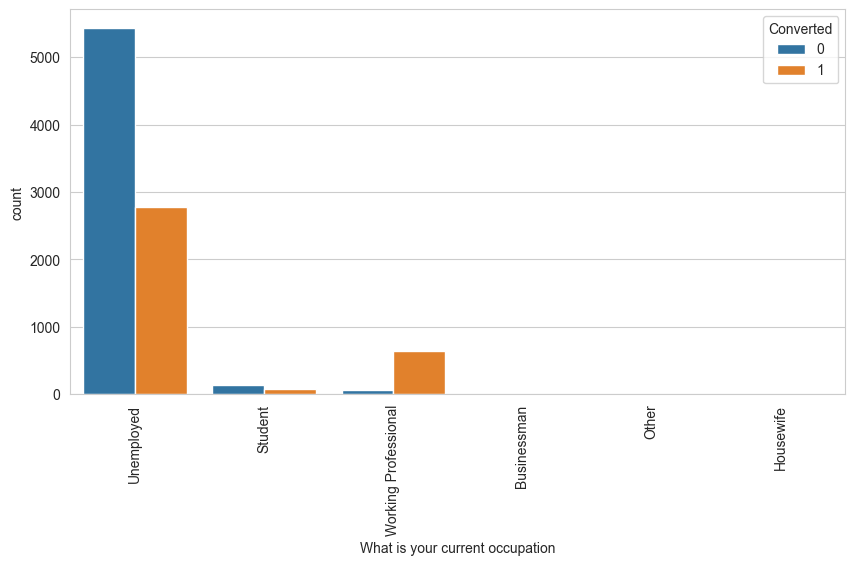 Converted
0
1
5000
4000
3000
2000
1000
0
count
Unemployed
Student
Working Professional
Businessman
Other
Housewife
What is your current occupation